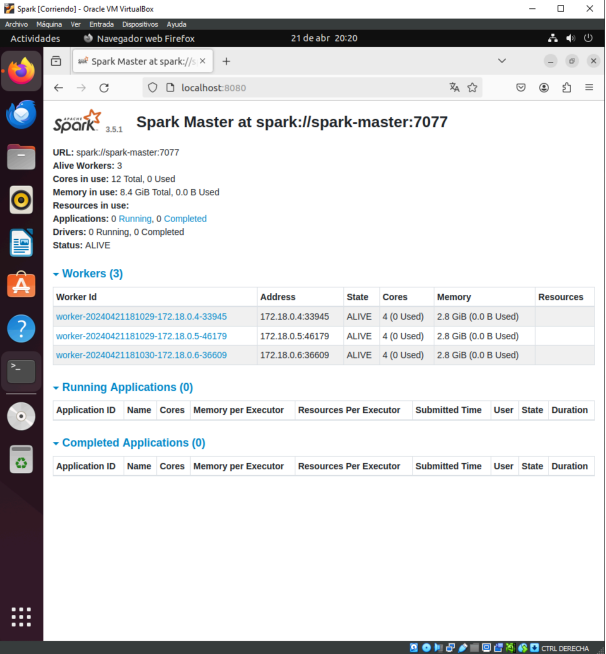 Spark [Corriendo] - Oracle VM VirtualBox
Archivo Máquina Ver Entrada Dispositivos Ayuda
Actividades Navegador web Firefox 21 de abr 20:20
Spark Master at spark://s
localhost:8080
APACHE Spark 3.5.1 Spark Master at spark://spark-master:7077
URL: spark://spark-master:7077
Alive Workers: 3
Cores in use: 12 Total, 0 Used
Memory in use: 8.4 GiB Total, 0.0 B Used
Resources in use:
Applications: 0 Running, 0 Completed
Drivers: 0 Running, 0 Completed
Status: ALIVE
Workers (3)
Worker Id Address State Cores Memory Resources
worker-20240421181029-172.18.0.4-33945 172.18.0.4:33945 ALIVE 4 (0 Used) 2.8 GiB (0.0 B Used)
worker-20240421181029-172.18.0.5-46179 172.18.0.5:46179 ALIVE 4 (0 Used) 2.8 GiB (0.0 B Used)
worker-20240421181030-172.18.0.6-36609 172.18.0.6:36609 ALIVE 4 (0 Used) 2.8 GiB (0.0 B Used)
Running Applications (0)
Application ID Name Cores Memory per Executor Resources Per Executor Submitted Time User State Duration
Completed Applications (0)
Application ID Name Cores Memory per Executor Resources Per Executor Submitted Time User State Duration
CTRL DERECHA